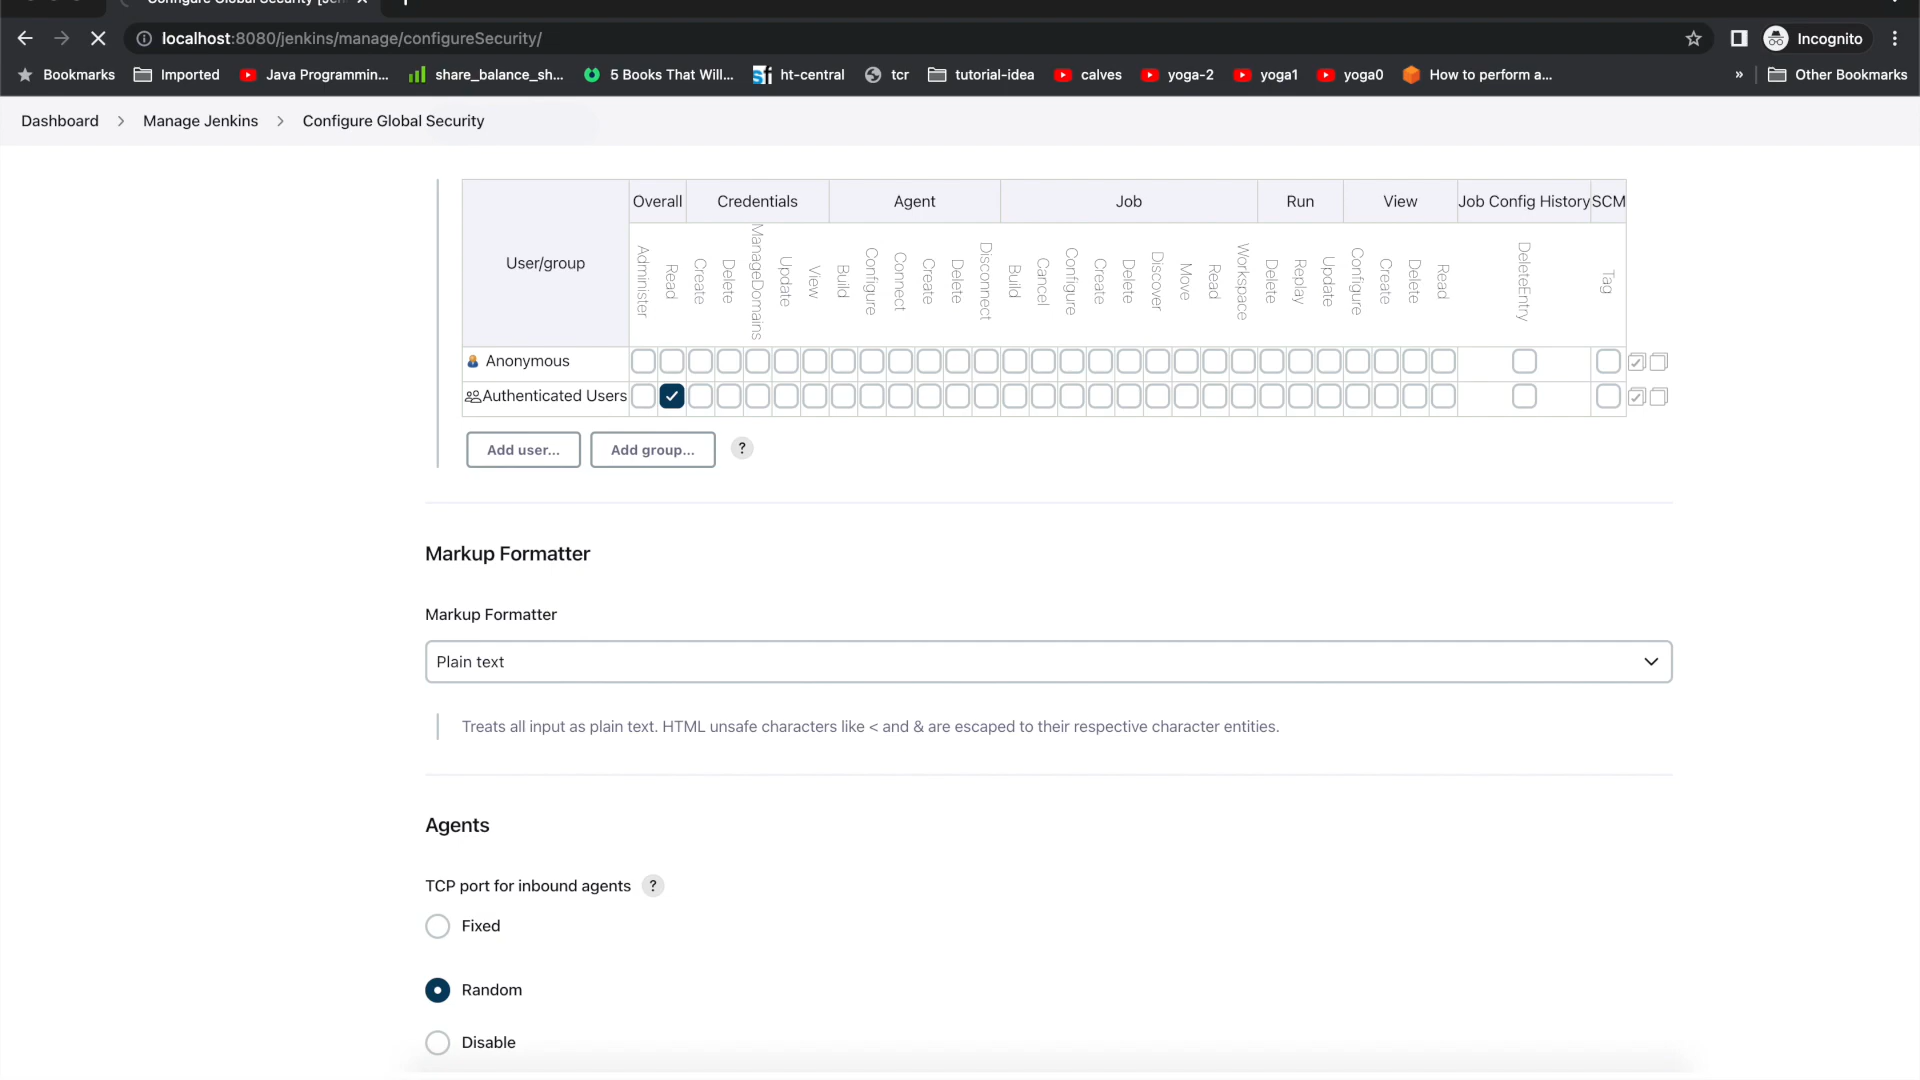 Configure Global Security [Jen
localhost:8080/jenkins/manage/configureSecurity/
Incognito
Bookmarks
Imported
Java Programmin...
share_balance_sh...
5 Books That Will...
ht-central
tcr
tutorial-idea
calves
yoga-2
yoga1
yoga0
How to perform a...
»
Other Bookmarks
Dashboard > Manage Jenkins > Configure Global Security
User/group
Overall
Credentials
Agent
Job
Run
View
Job Config History
SCM
Administer
Read
Create
Delete
ManageDomains
Update
View
Build
Configure
Connect
Create
Delete
Disconnect
Build
Cancel
Configure
Create
Delete
Discover
Move
Read
Workspace
Delete
Replay
Update
Configure
Create
Delete
Read
DeleteEntry
Tag
Anonymous
Authenticated Users
Add user...
Add group...
?
Markup Formatter
Markup Formatter
Plain text
Treats all input as plain text. HTML unsafe characters like < and & are escaped to their respective character entities.
Agents
TCP port for inbound agents ?
Fixed
Random
Disable